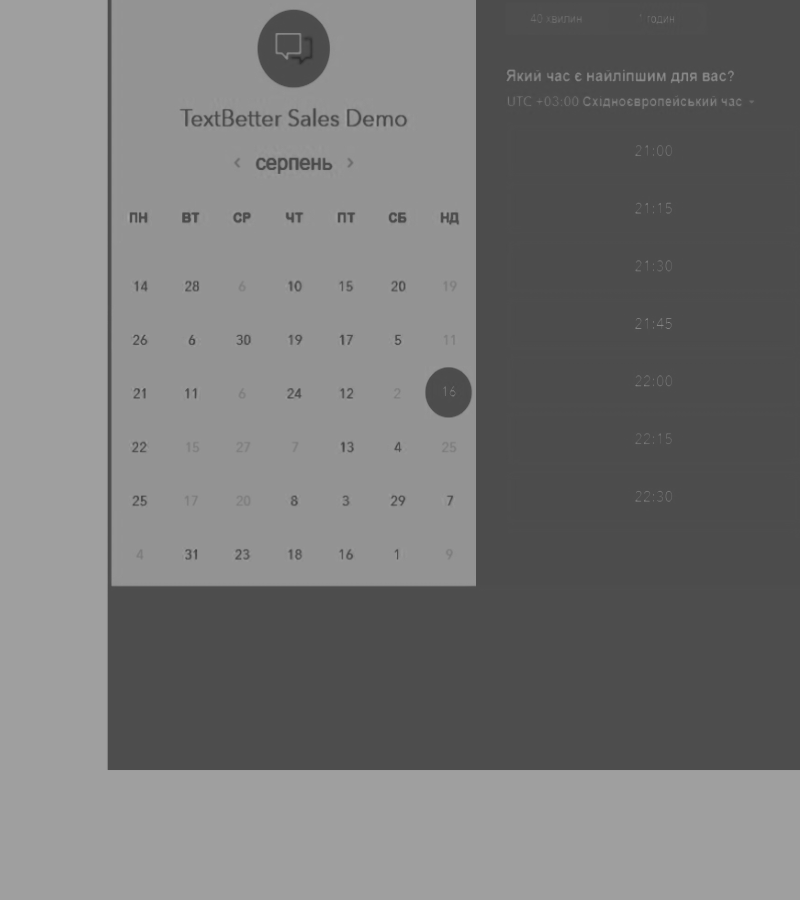 TextBetter Sales Demo
‹ серпень ›
ПН ВТ СР ЧТ ПТ СБ НД
14 28 6 10 15 20 19
26 6 30 19 17 5 11
21 11 6 24 12 2 16
22 15 27 7 13 4 25
25 17 20 8 3 29 7
4 31 23 18 16 1 9
40 хвилин 1 годин
Який час є найліпшим для вас?
UTC +03:00 Східноєвропейський час
21:00
21:15
21:30
21:45
22:00
22:15
22:30